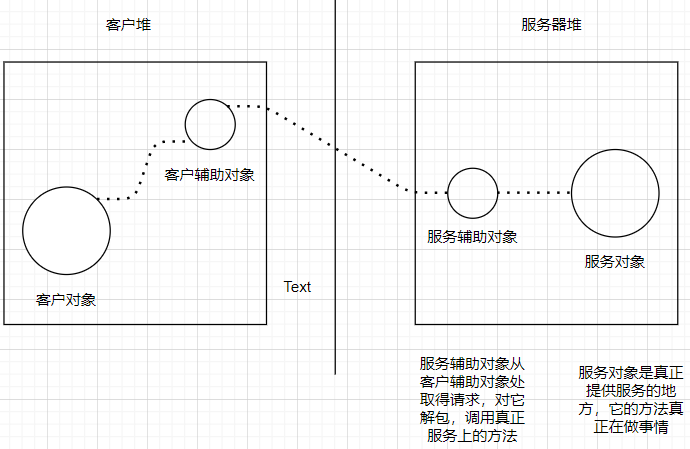 客户堆
服务器堆
客户辅助对象
客户对象
服务辅助对象
服务对象
Text
服务辅助对象从
客户辅助对象处
取得请求，对它
解包，调用真正
服务上的方法
服务对象是真正
提供服务的地
方，它的方法真
正在做事情